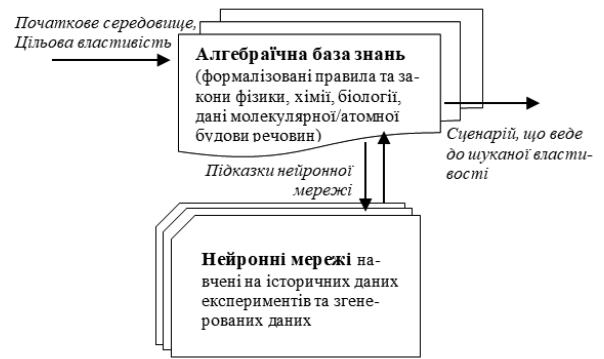 Початкове середовище,
Цільова властивість
Алгебраїчна база знань
(формалізовані правила та за-
кони фізики, хімії, біології,
дані молекулярної/атомної
будови речовин)
Сценарій, що веде
до шуканої власти-
вості
Підказки нейронної
мережі
Нейронні мережі на-
вчені на історичних даних
експериментів та згене-
рованих даних